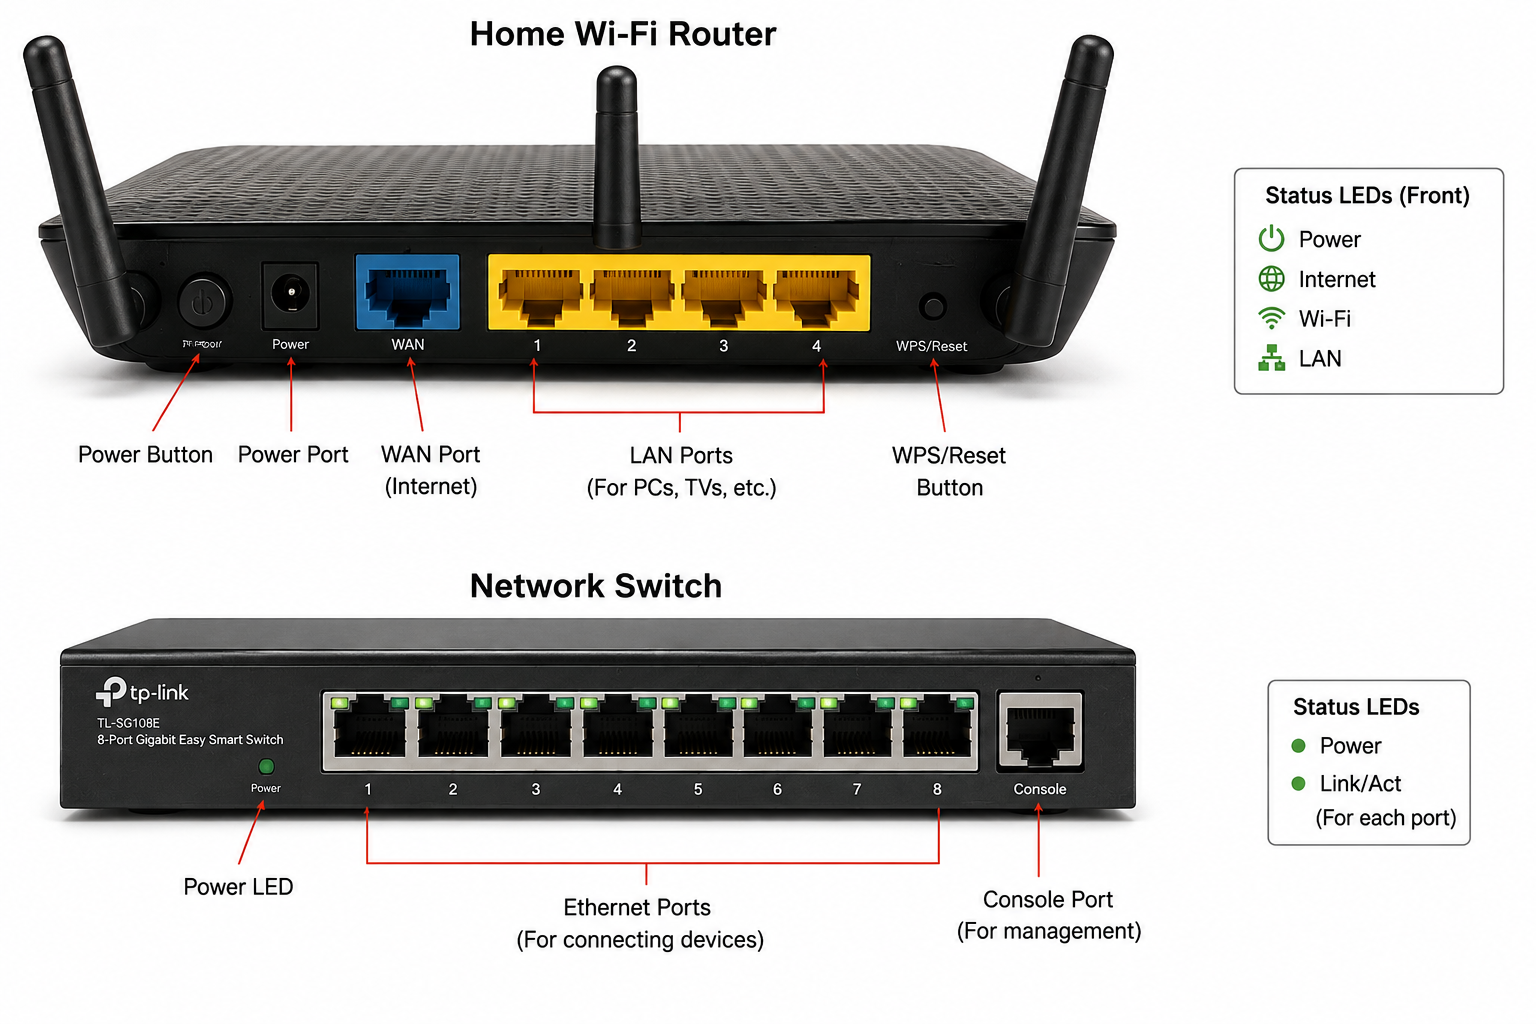 Home Wi-Fi Router
Power
WAN
1
2
3
4
WPS/Reset
Power Button
Power Port
WAN Port
(Internet)
LAN Ports
(For PCs, TVs, etc.)
WPS/Reset
Button
Status LEDs (Front)
Power
Internet
Wi-Fi
LAN
Network Switch
tp-link
TL-SG108E
8-Port Gigabit Easy Smart Switch
Power
1
2
3
4
5
6
7
8
Console
Power LED
Ethernet Ports
(For connecting devices)
Console Port
(For management)
Status LEDs
Power
Link/Act
(For each port)